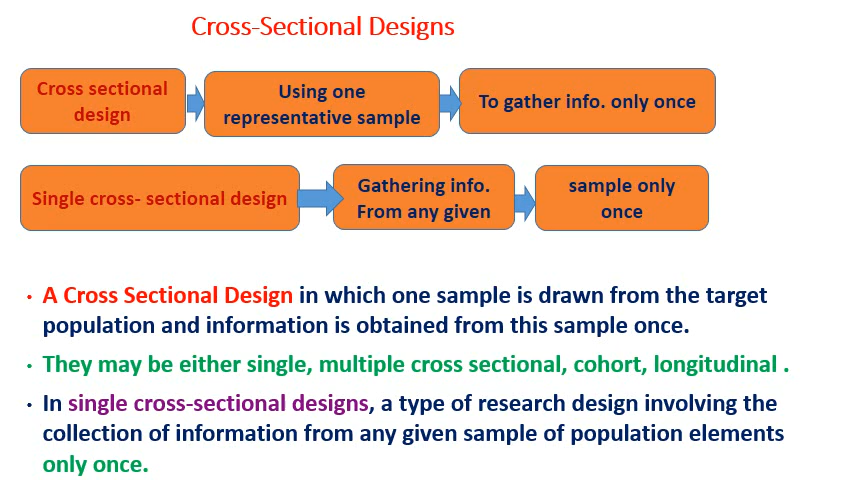 Cross-Sectional Designs
Cross sectional
design
Using one
representative sample
To gather info. only once
Single cross- sectional design
Gathering info.
From any given
sample only
once
• A Cross Sectional Design in which one sample is drawn from the target
population and information is obtained from this sample once.
• They may be either single, multiple cross sectional, cohort, longitudinal .
• In single cross-sectional designs, a type of research design involving the
collection of information from any given sample of population elements
only once.